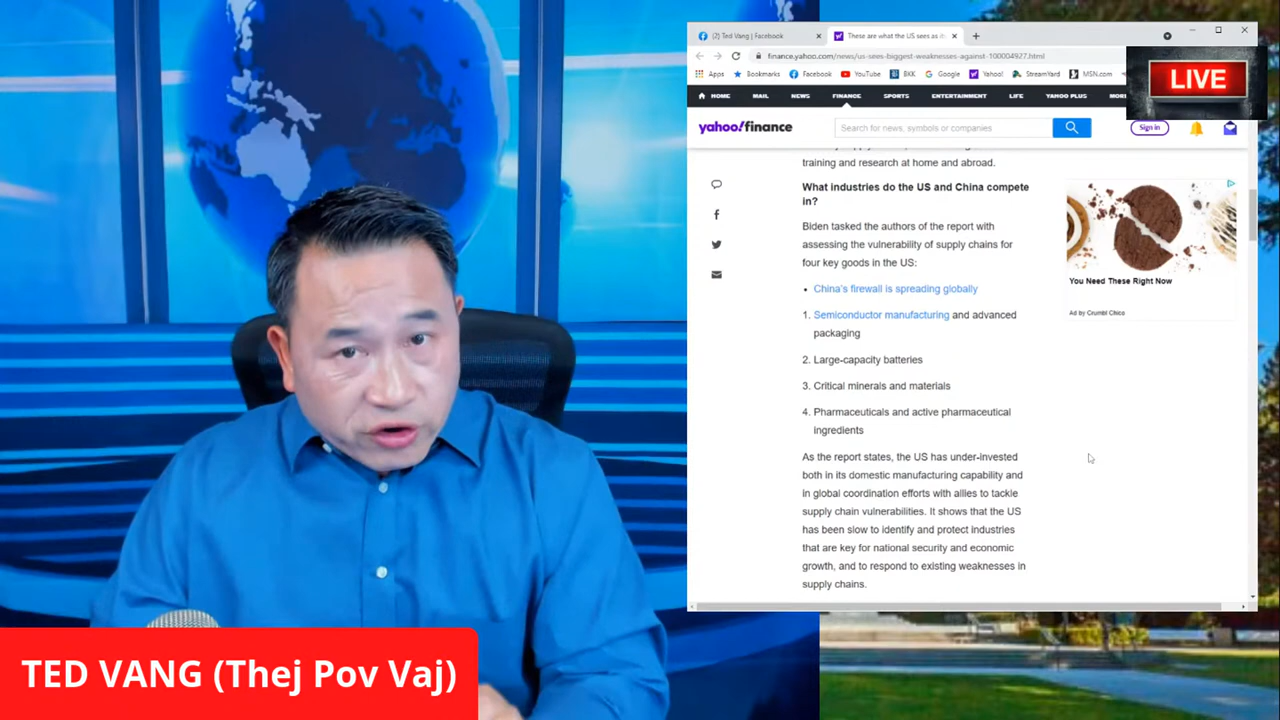 (2) Ted Vang | Facebook
These are what the US sees as it
finance.yahoo.com/news/us-sees-biggest-weaknesses-against-100004927.html
Apps Bookmarks Facebook YouTube BKK Google Yahoo! StreamYard MSN.com
LIVE
HOME MAIL NEWS FINANCE SPORTS ENTERTAINMENT LIFE YAHOO PLUS MOR
yahoo!finance
Search for news, symbols or companies
Sign in
training and research at home and abroad.
What industries do the US and China compete
in?
Biden tasked the authors of the report with
assessing the vulnerability of supply chains for
four key goods in the US:
• China's firewall is spreading globally
1. Semiconductor manufacturing and advanced
packaging
2. Large-capacity batteries
3. Critical minerals and materials
4. Pharmaceuticals and active pharmaceutical
ingredients
As the report states, the US has under-invested
both in its domestic manufacturing capability and
in global coordination efforts with allies to tackle
supply chain vulnerabilities. It shows that the US
has been slow to identify and protect industries
that are key for national security and economic
growth, and to respond to existing weaknesses in
supply chains.
You Need These Right Now
Ad by Crumbl Chico
TED VANG (Thej Pov Vaj)